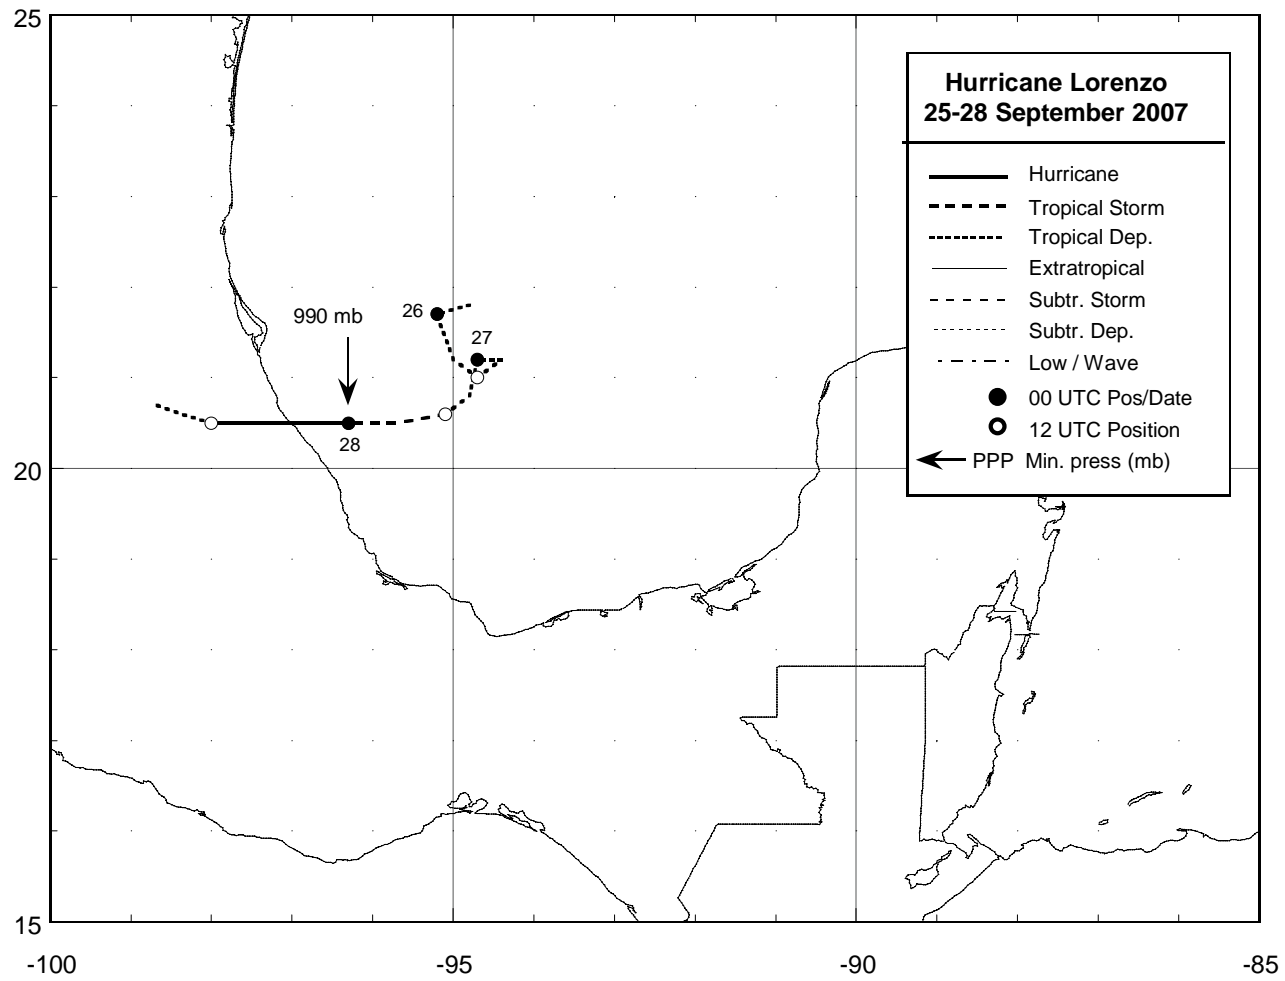 25
Hurricane Lorenzo
25-28 September 2007
Hurricane
Tropical Storm
Tropical Dep.
Extratropical
Subtr. Storm
Subtr. Dep.
Low / Wave
00 UTC Pos/Date
12 UTC Position
PPP Min. press (mb)
26
990 mb
27
28
20
15
-100
-95
-90
-85